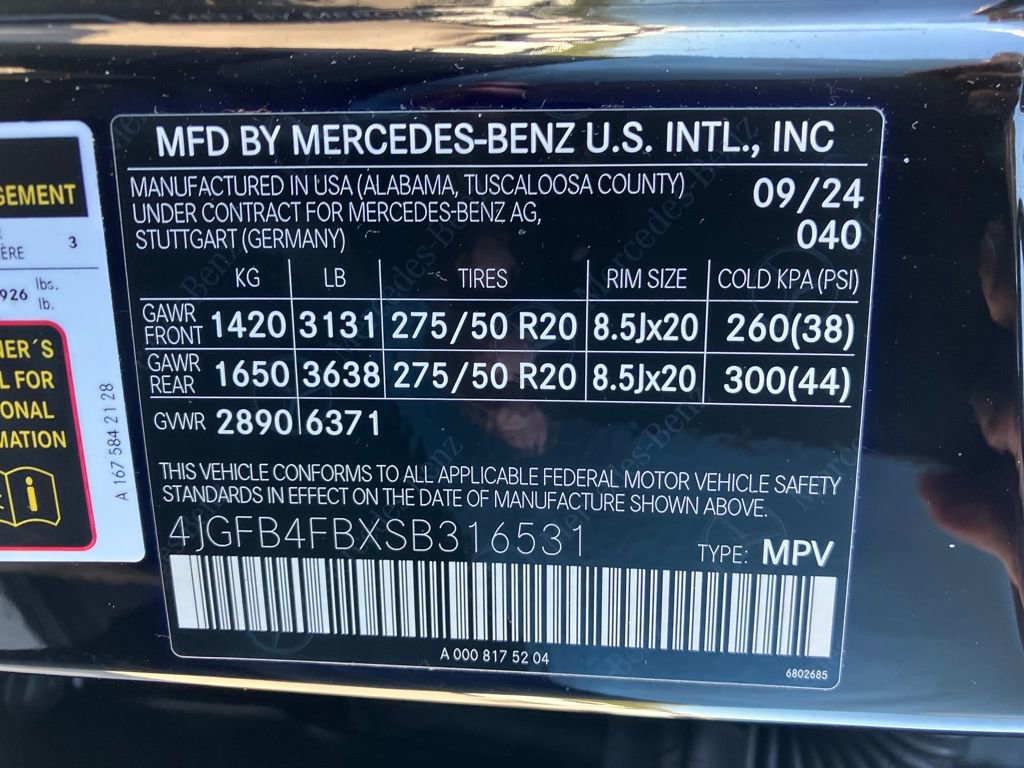 MFD BY MERCEDES-BENZ U.S. INTL., INC
MANUFACTURED IN USA (ALABAMA, TUSCALOOSA COUNTY)
UNDER CONTRACT FOR MERCEDES-BENZ AG,
STUTTGART (GERMANY)
09/24
040
KG LB TIRES RIM SIZE COLD KPA (PSI)
GAWR FRONT 1420 3131 275/50 R20 8.5Jx20 260(38)
GAWR REAR 1650 3638 275/50 R20 8.5Jx20 300(44)
GVWR 2890 6371
THIS VEHICLE CONFORMS TO ALL APPLICABLE FEDERAL MOTOR VEHICLE SAFETY
STANDARDS IN EFFECT ON THE DATE OF MANUFACTURE SHOWN ABOVE.
4JGFB4FBXSB316531
TYPE: MPV
A 000 817 52 04
6802685
GEMENT
ÈRE 3
926 lbs.
lb.
NER´S
L FOR
ONAL
MATION
i
A 167 584 21 28